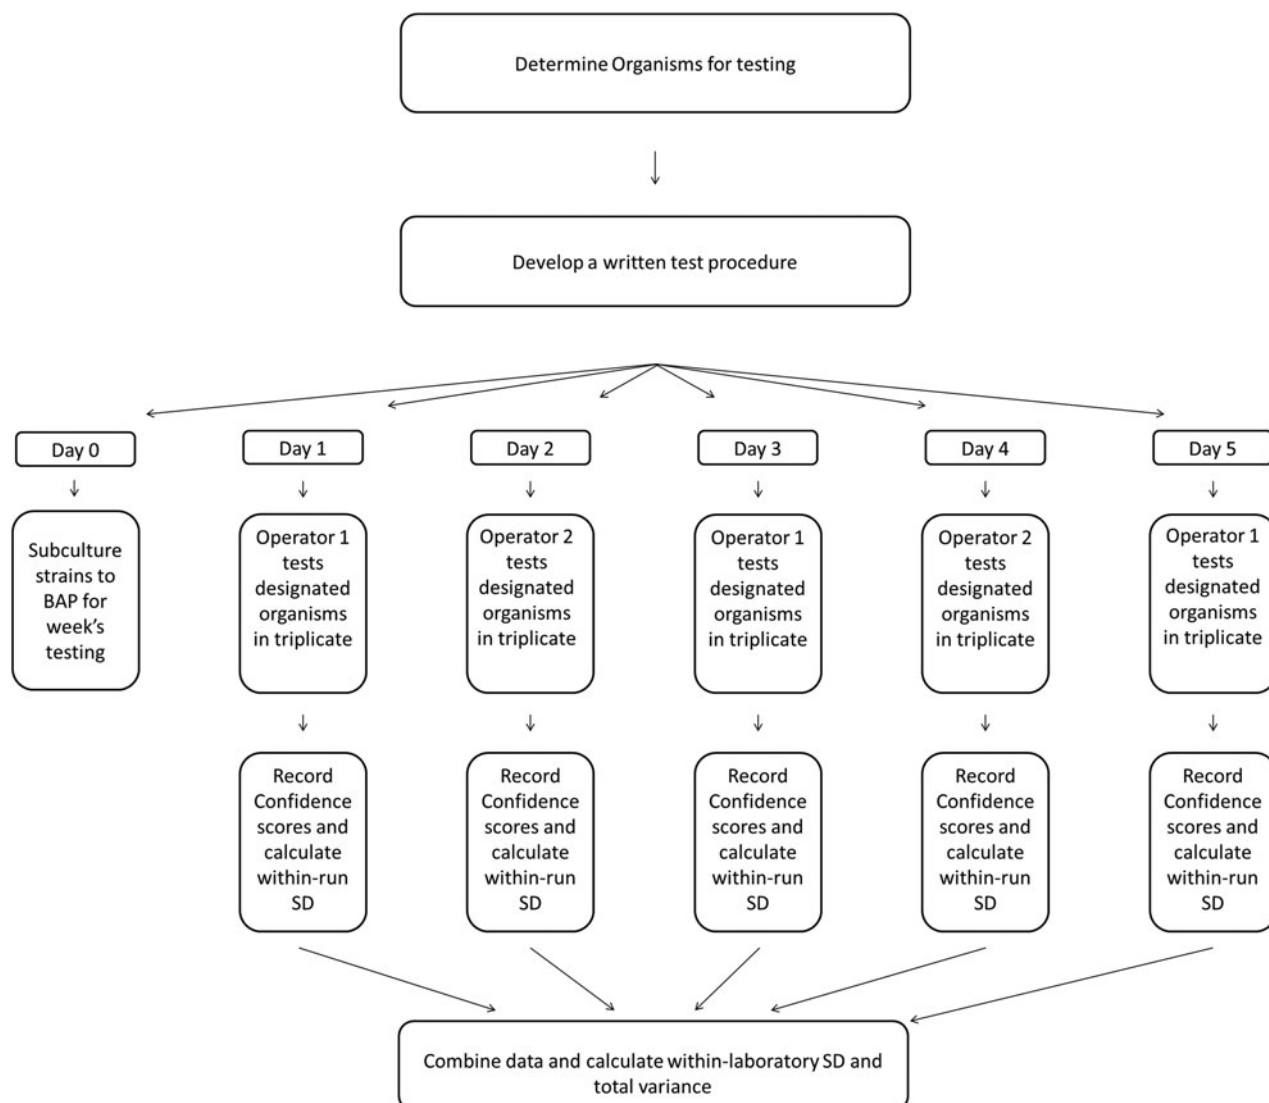 Determine Organisms for testing
Develop a written test procedure
Day 0
Day 1
Day 2
Day 3
Day 4
Day 5
Subculture
strains to
BAP for
week's
testing
Operator 1
tests
designated
organisms
in triplicate
Operator 2
tests
designated
organisms
in triplicate
Operator 1
tests
designated
organisms
in triplicate
Operator 2
tests
designated
organisms
in triplicate
Operator 1
tests
designated
organisms
in triplicate
Record
Confidence
scores and
calculate
within-run
SD
Record
Confidence
scores and
calculate
within-run
SD
Record
Confidence
scores and
calculate
within-run
SD
Record
Confidence
scores and
calculate
within-run
SD
Record
Confidence
scores and
calculate
within-run
SD
Combine data and calculate within-laboratory SD and
total variance